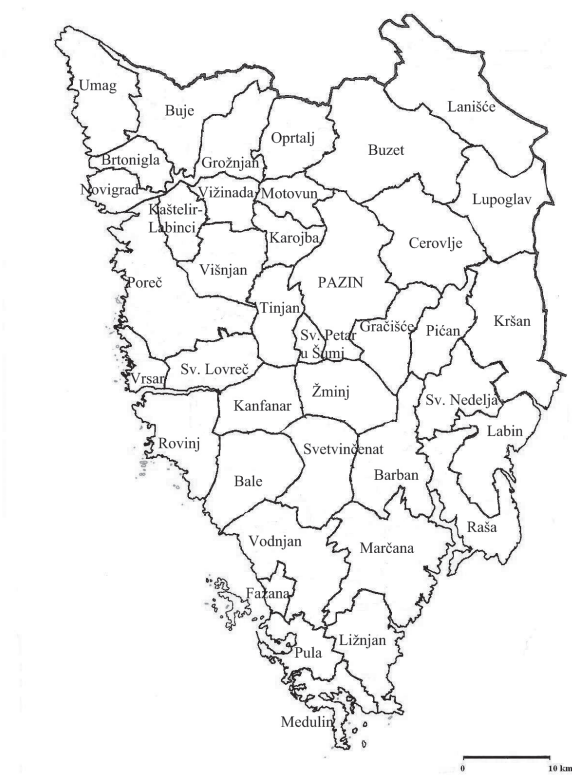 Umag
Buje
Lanišće
Oprtalj
Buzet
Brtonigla
Grožnjan
Novigrad
Vižinada
Motovun
Lupoglav
Kaštelir-
Labinci
Karojba
Cerovlje
Višnjan
Poreč
PAZIN
Tinjan
Kršan
Sv. Petar
u Šumi
Gračišće
Pićan
Sv. Lovreč
Vrsar
Žminj
Sv. Nedelja
Kanfanar
Labin
Rovinj
Svetvinčenat
Bale
Barban
Raša
Vodnjan
Marčana
Fažana
Ližnjan
Pula
Medulin
0 10 km